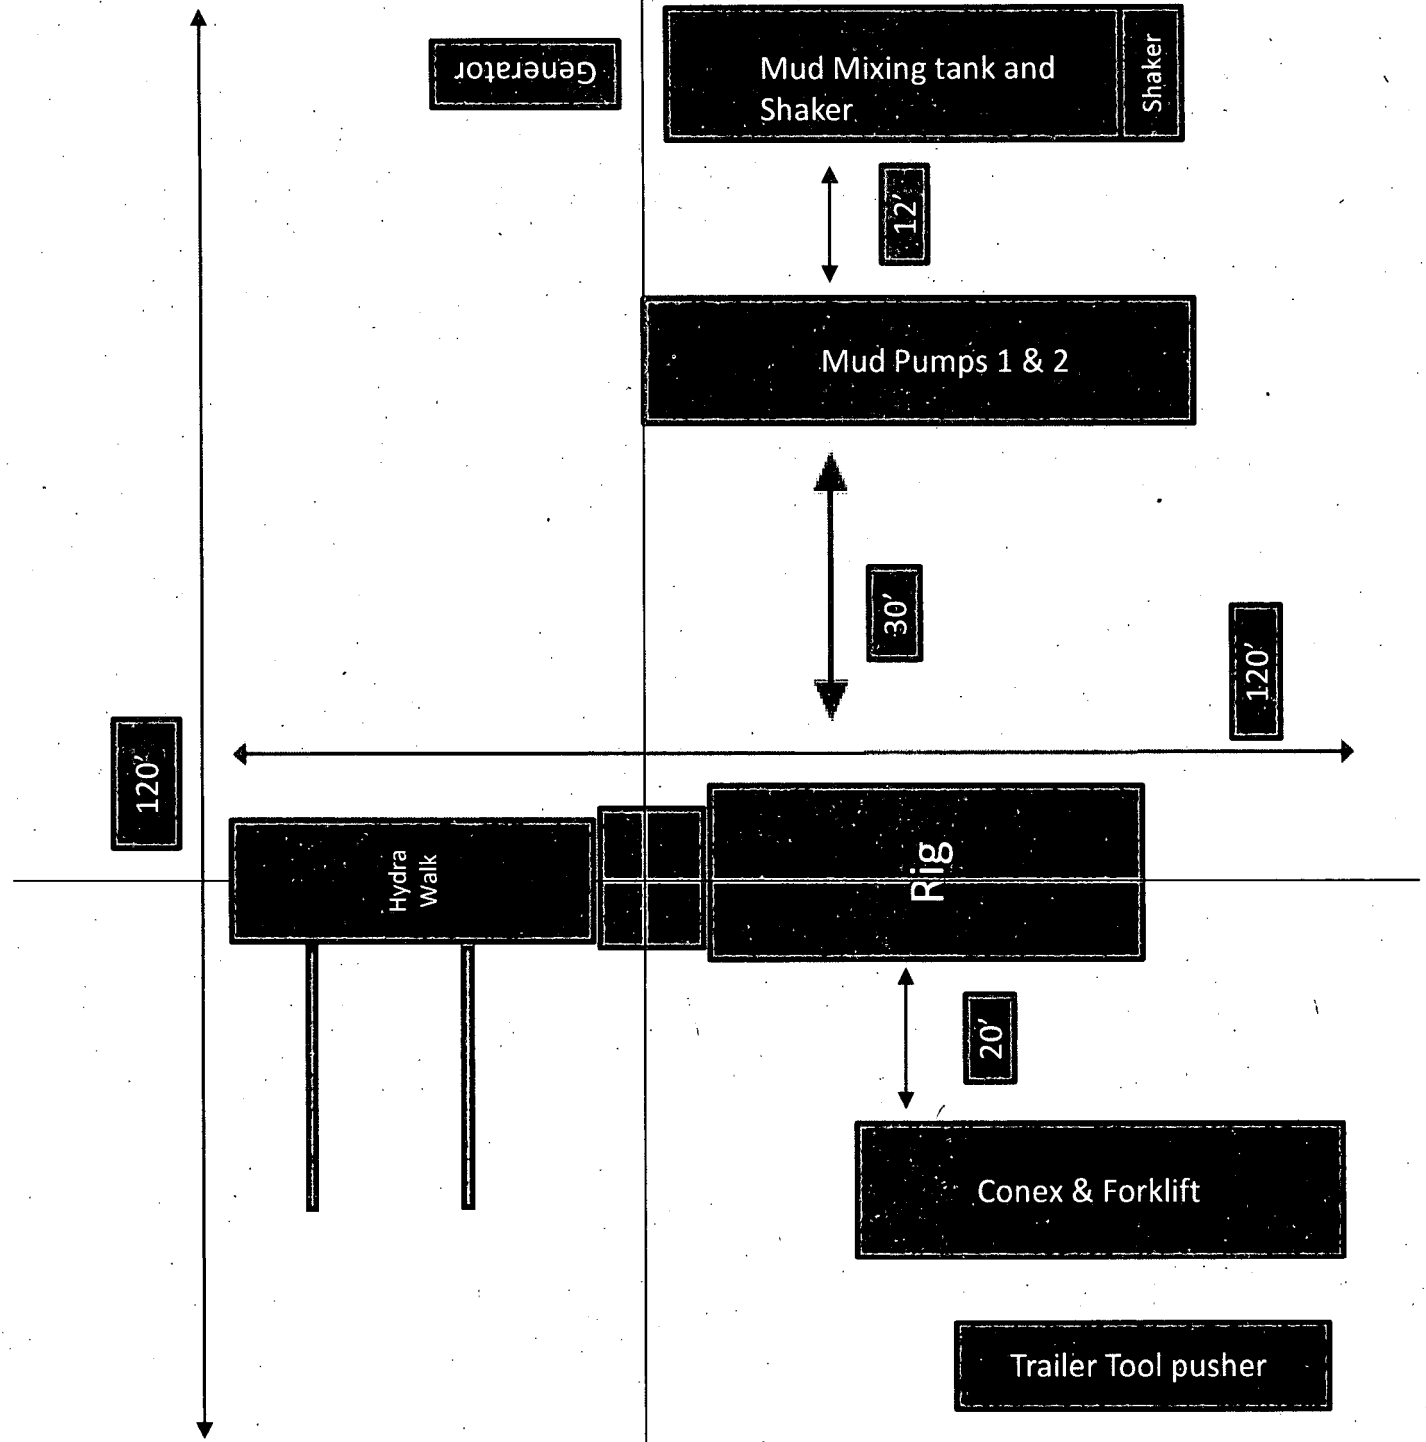 Generator
Mud Mixing tank and
Shaker
Shaker
12'
Mud Pumps 1 & 2
30'
120'
120'
Hydra
Walk
Rig
20'
Conex & Forklift
Trailer Tool pusher